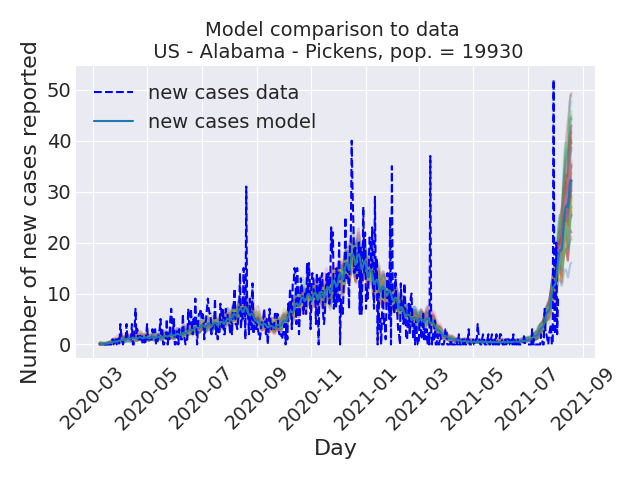 Model comparison to data
US - Alabama - Pickens, pop. = 19930
Number of new cases reported
50
40
30
20
10
0
new cases data
new cases model
2020-03
2020-05
2020-07
2020-09
2020-11
2021-01
2021-03
2021-05
2021-07
2021-09
Day